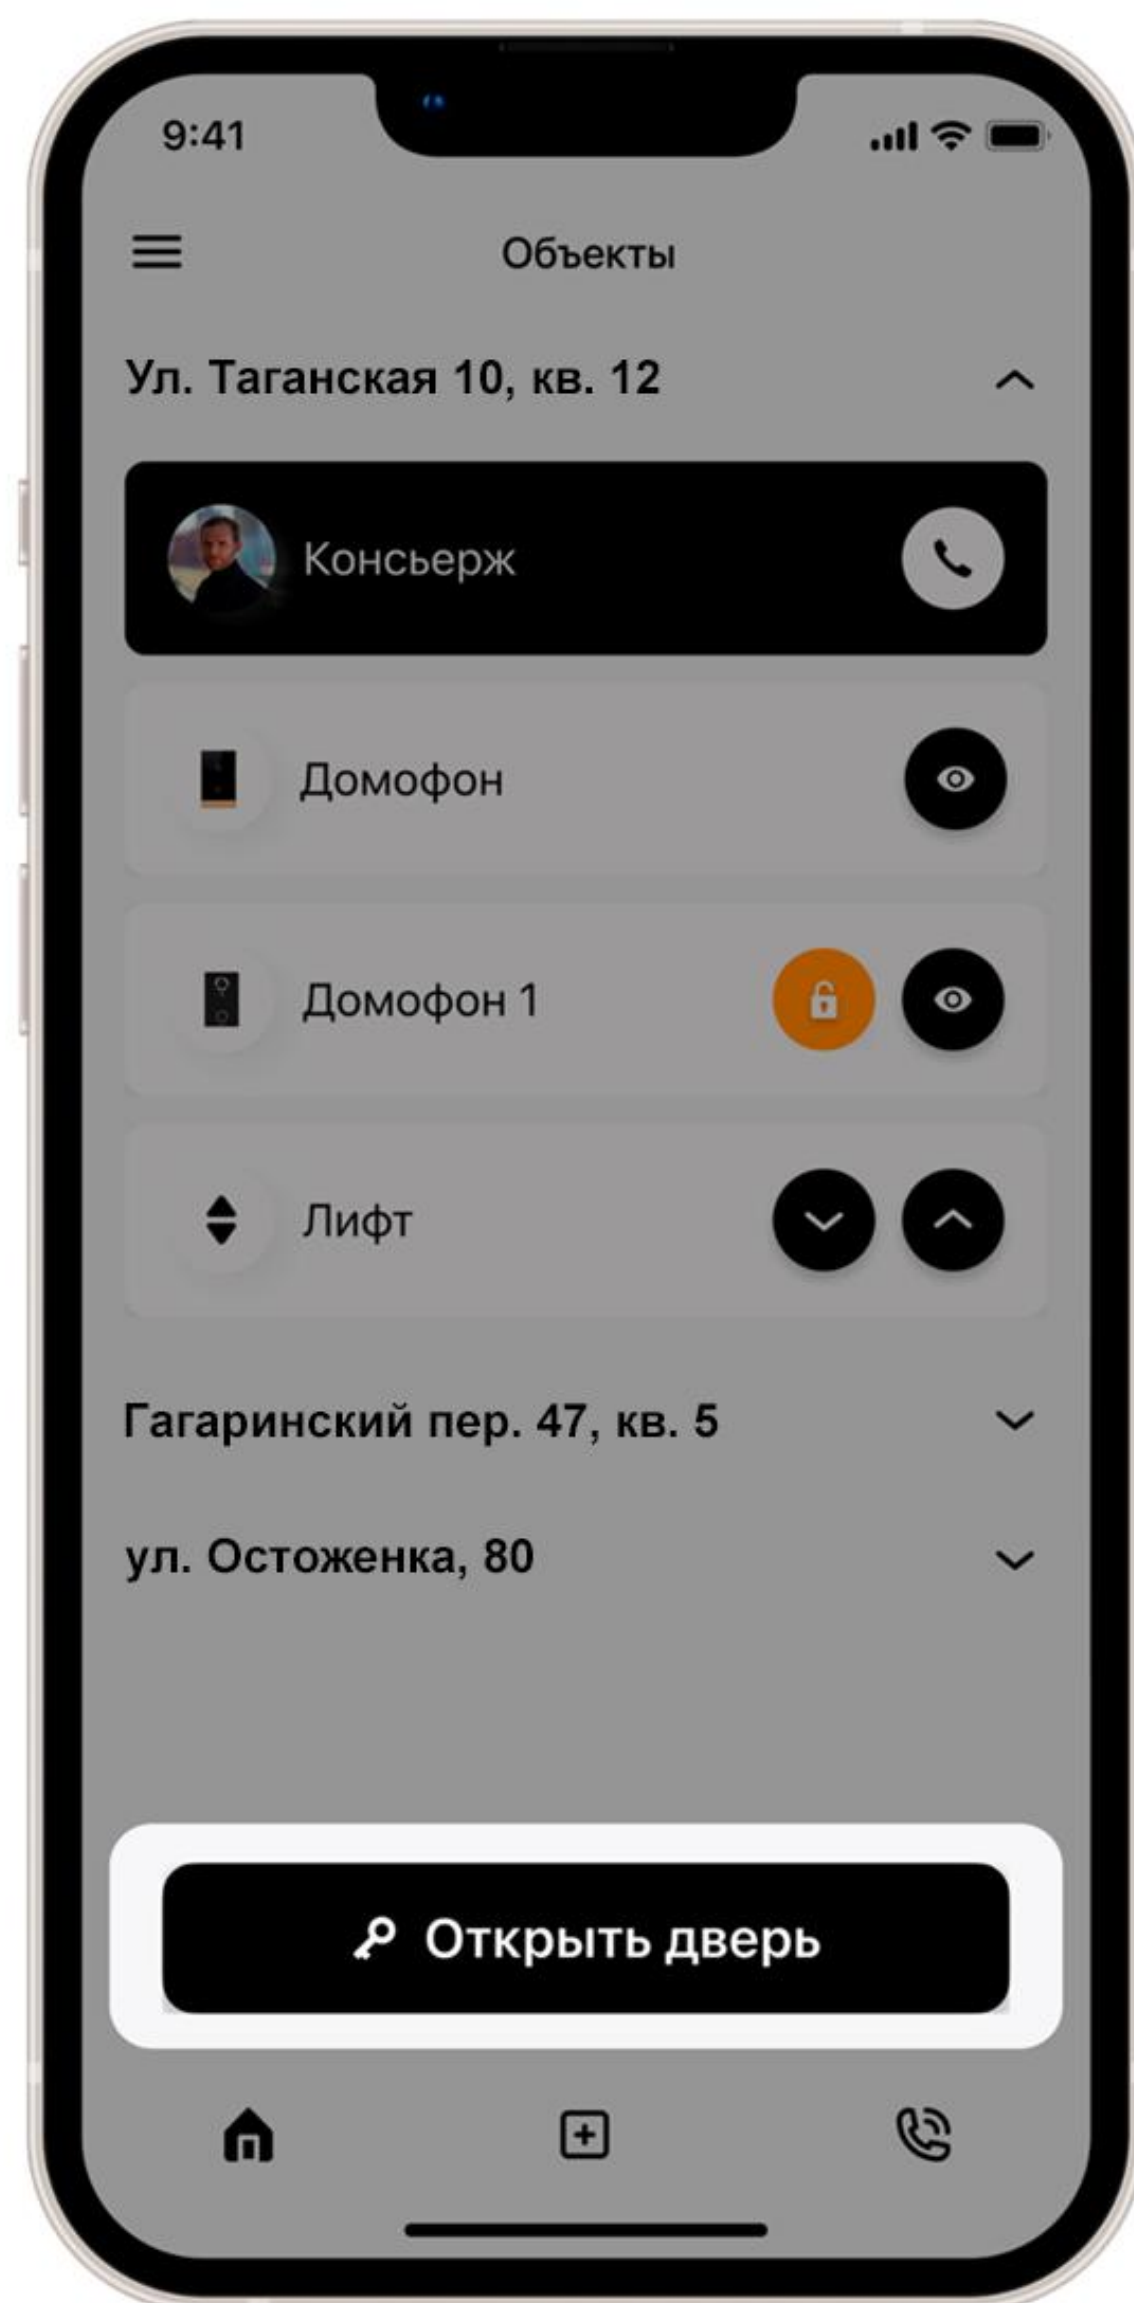 9:41
Объекты
Ул. Таганская 10, кв. 12
Консьерж
Домофон
Домофон 1
Лифт
Гагаринский пер. 47, кв. 5
ул. Остоженка, 80
Открыть дверь